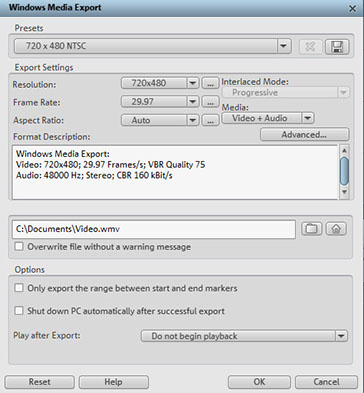 Windows Media Export
Presets
720 x 480 NTSC
Export Settings
Resolution: 720x480 ... Interlaced Mode:
Progressive
Frame Rate: 29.97 ...
Media:
Aspect Ratio: Auto ... Video + Audio
Format Description: Advanced...
Windows Media Export:
Video: 720x480; 29.97 Frames/s; VBR Quality 75
Audio: 48000 Hz; Stereo; CBR 160 kBit/s
C:\Documents\Video.wmv
Overwrite file without a warning message
Options
Only export the range between start and end markers
Shut down PC automatically after successful export
Play after Export: Do not begin playback
Reset Help OK Cancel